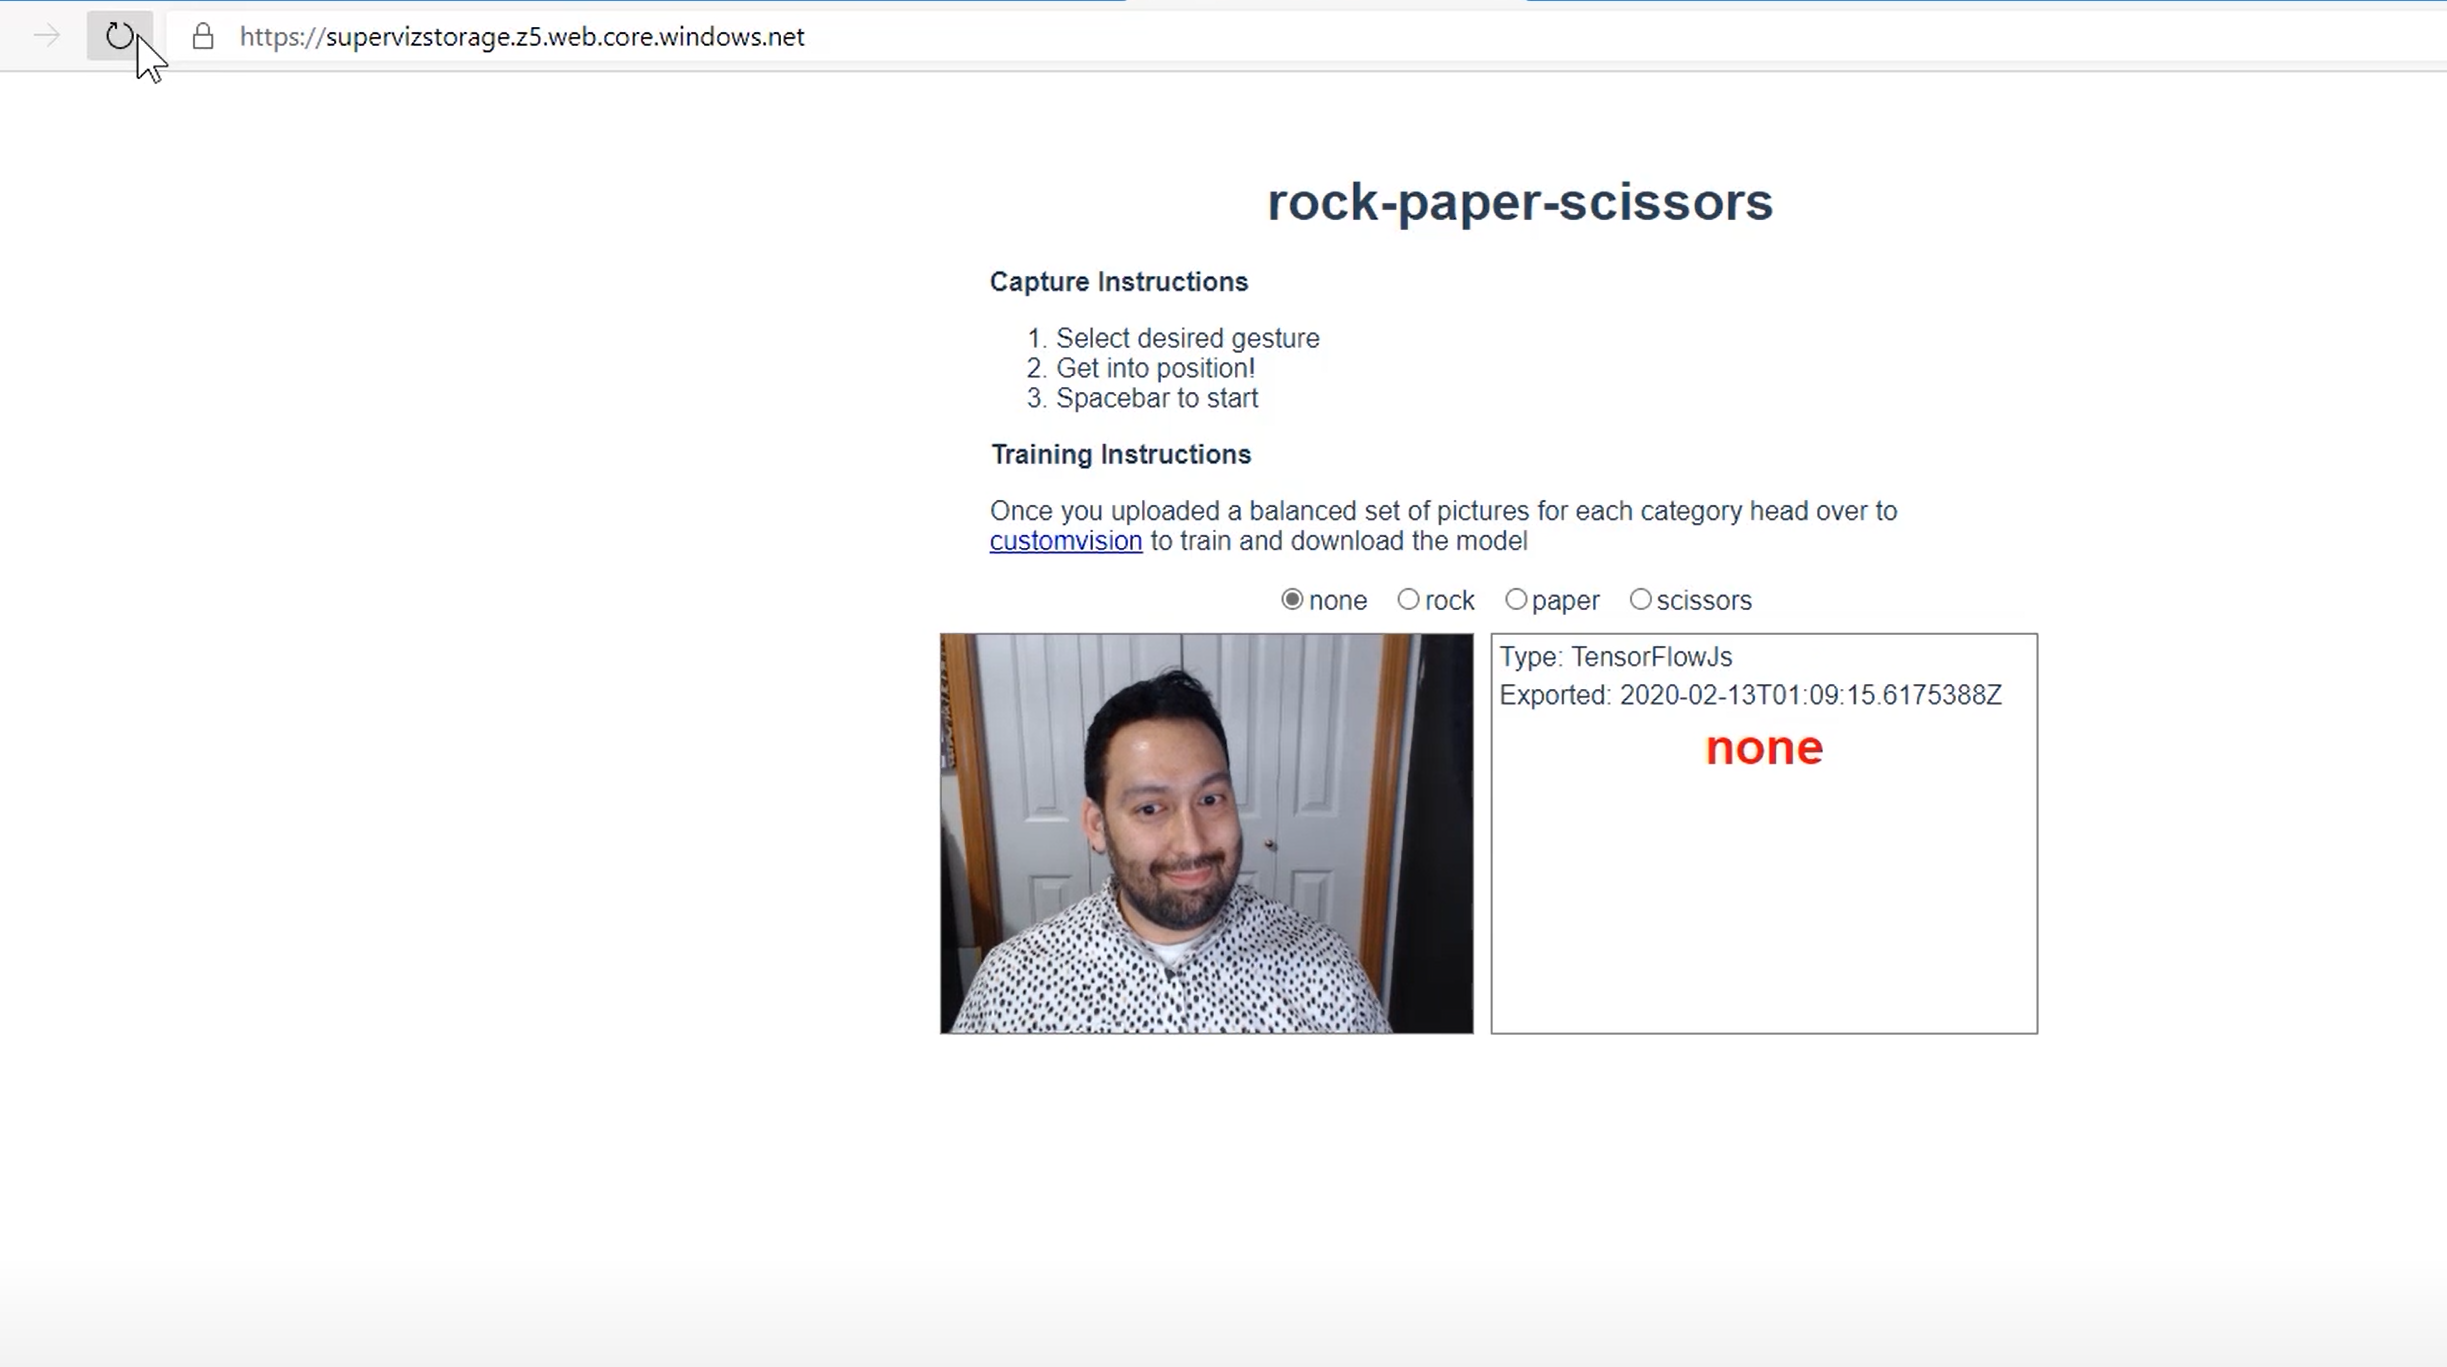 https://supervizstorage.z5.web.core.windows.net
rock-paper-scissors
Capture Instructions
1. Select desired gesture
2. Get into position!
3. Spacebar to start
Training Instructions
Once you uploaded a balanced set of pictures for each category head over to
customvision to train and download the model
none rock paper scissors
Type: TensorFlowJs
Exported: 2020-02-13T01:09:15.6175388Z
none